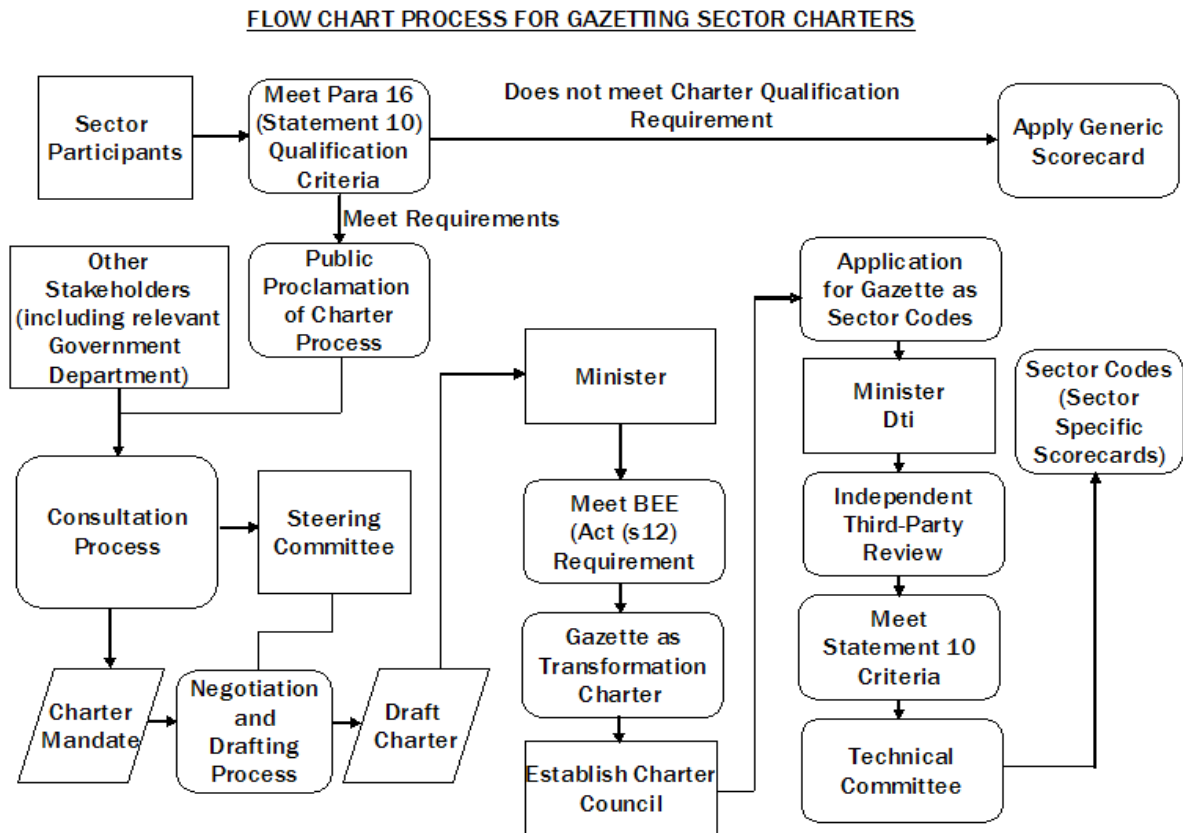 FLOW CHART PROCESS FOR GAZETTING SECTOR CHARTERS
Sector
Participants
Meet Para 16
(Statement 10)
Qualification
Criteria
Does not meet Charter Qualification
Requirement
Apply Generic
Scorecard
Meet Requirements
Other
Stakeholders
(including relevant
Government
Department)
Public
Proclamation
of Charter
Process
Consultation
Process
Steering
Committee
Charter
Mandate
Negotiation
and
Drafting
Process
Draft
Charter
Minister
Meet BEE
(Act (s12)
Requirement
Gazette as
Transformation
Charter
Establish Charter
Council
Application
for Gazette as
Sector Codes
Minister
Dti
Independent
Third-Party
Review
Meet
Statement 10
Criteria
Technical
Committee
Sector Codes
(Sector
Specific
Scorecards)